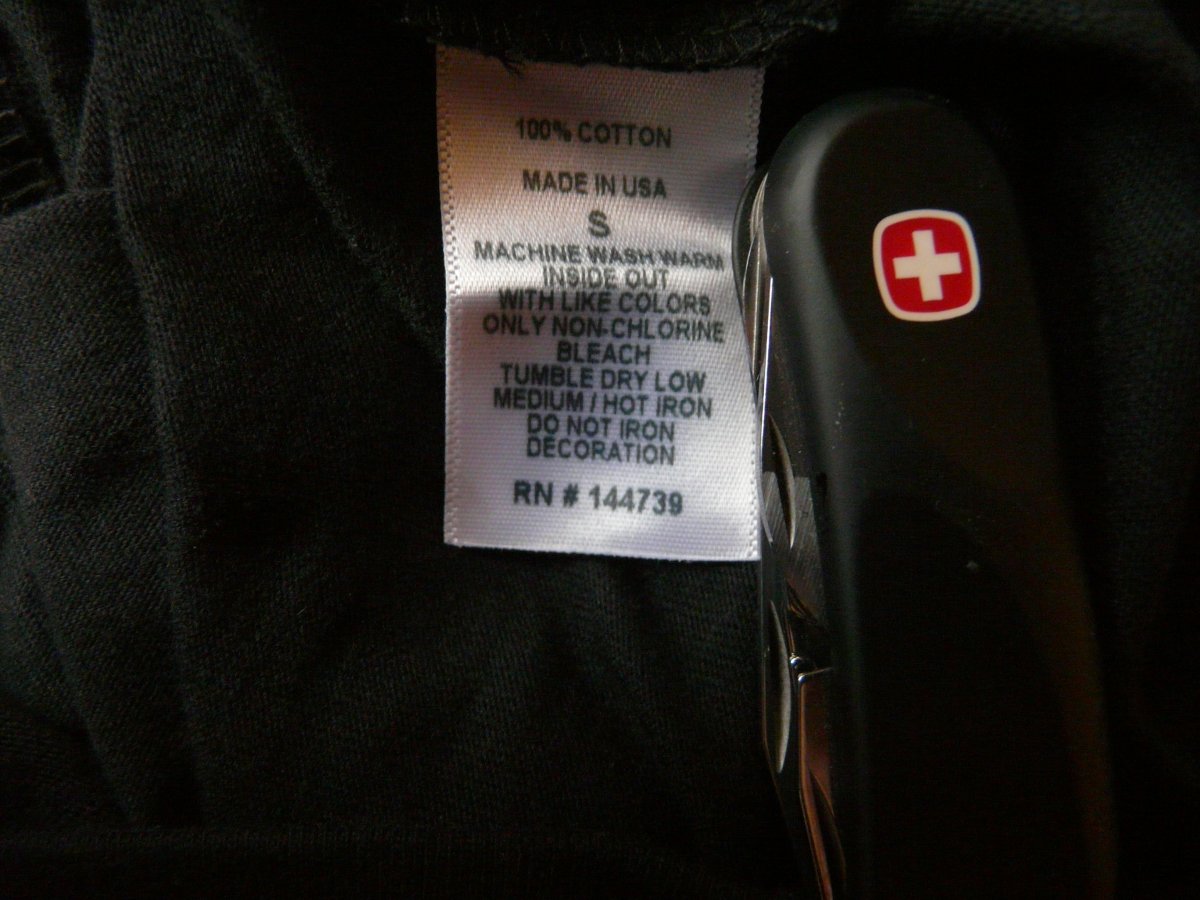 100% COTTON
MADE IN USA
S
MACHINE WASH WARM
INSIDE OUT
WITH LIKE COLORS
ONLY NON-CHLORINE
BLEACH
TUMBLE DRY LOW
MEDIUM / HOT IRON
DO NOT IRON
DECORATION
RN # 144739